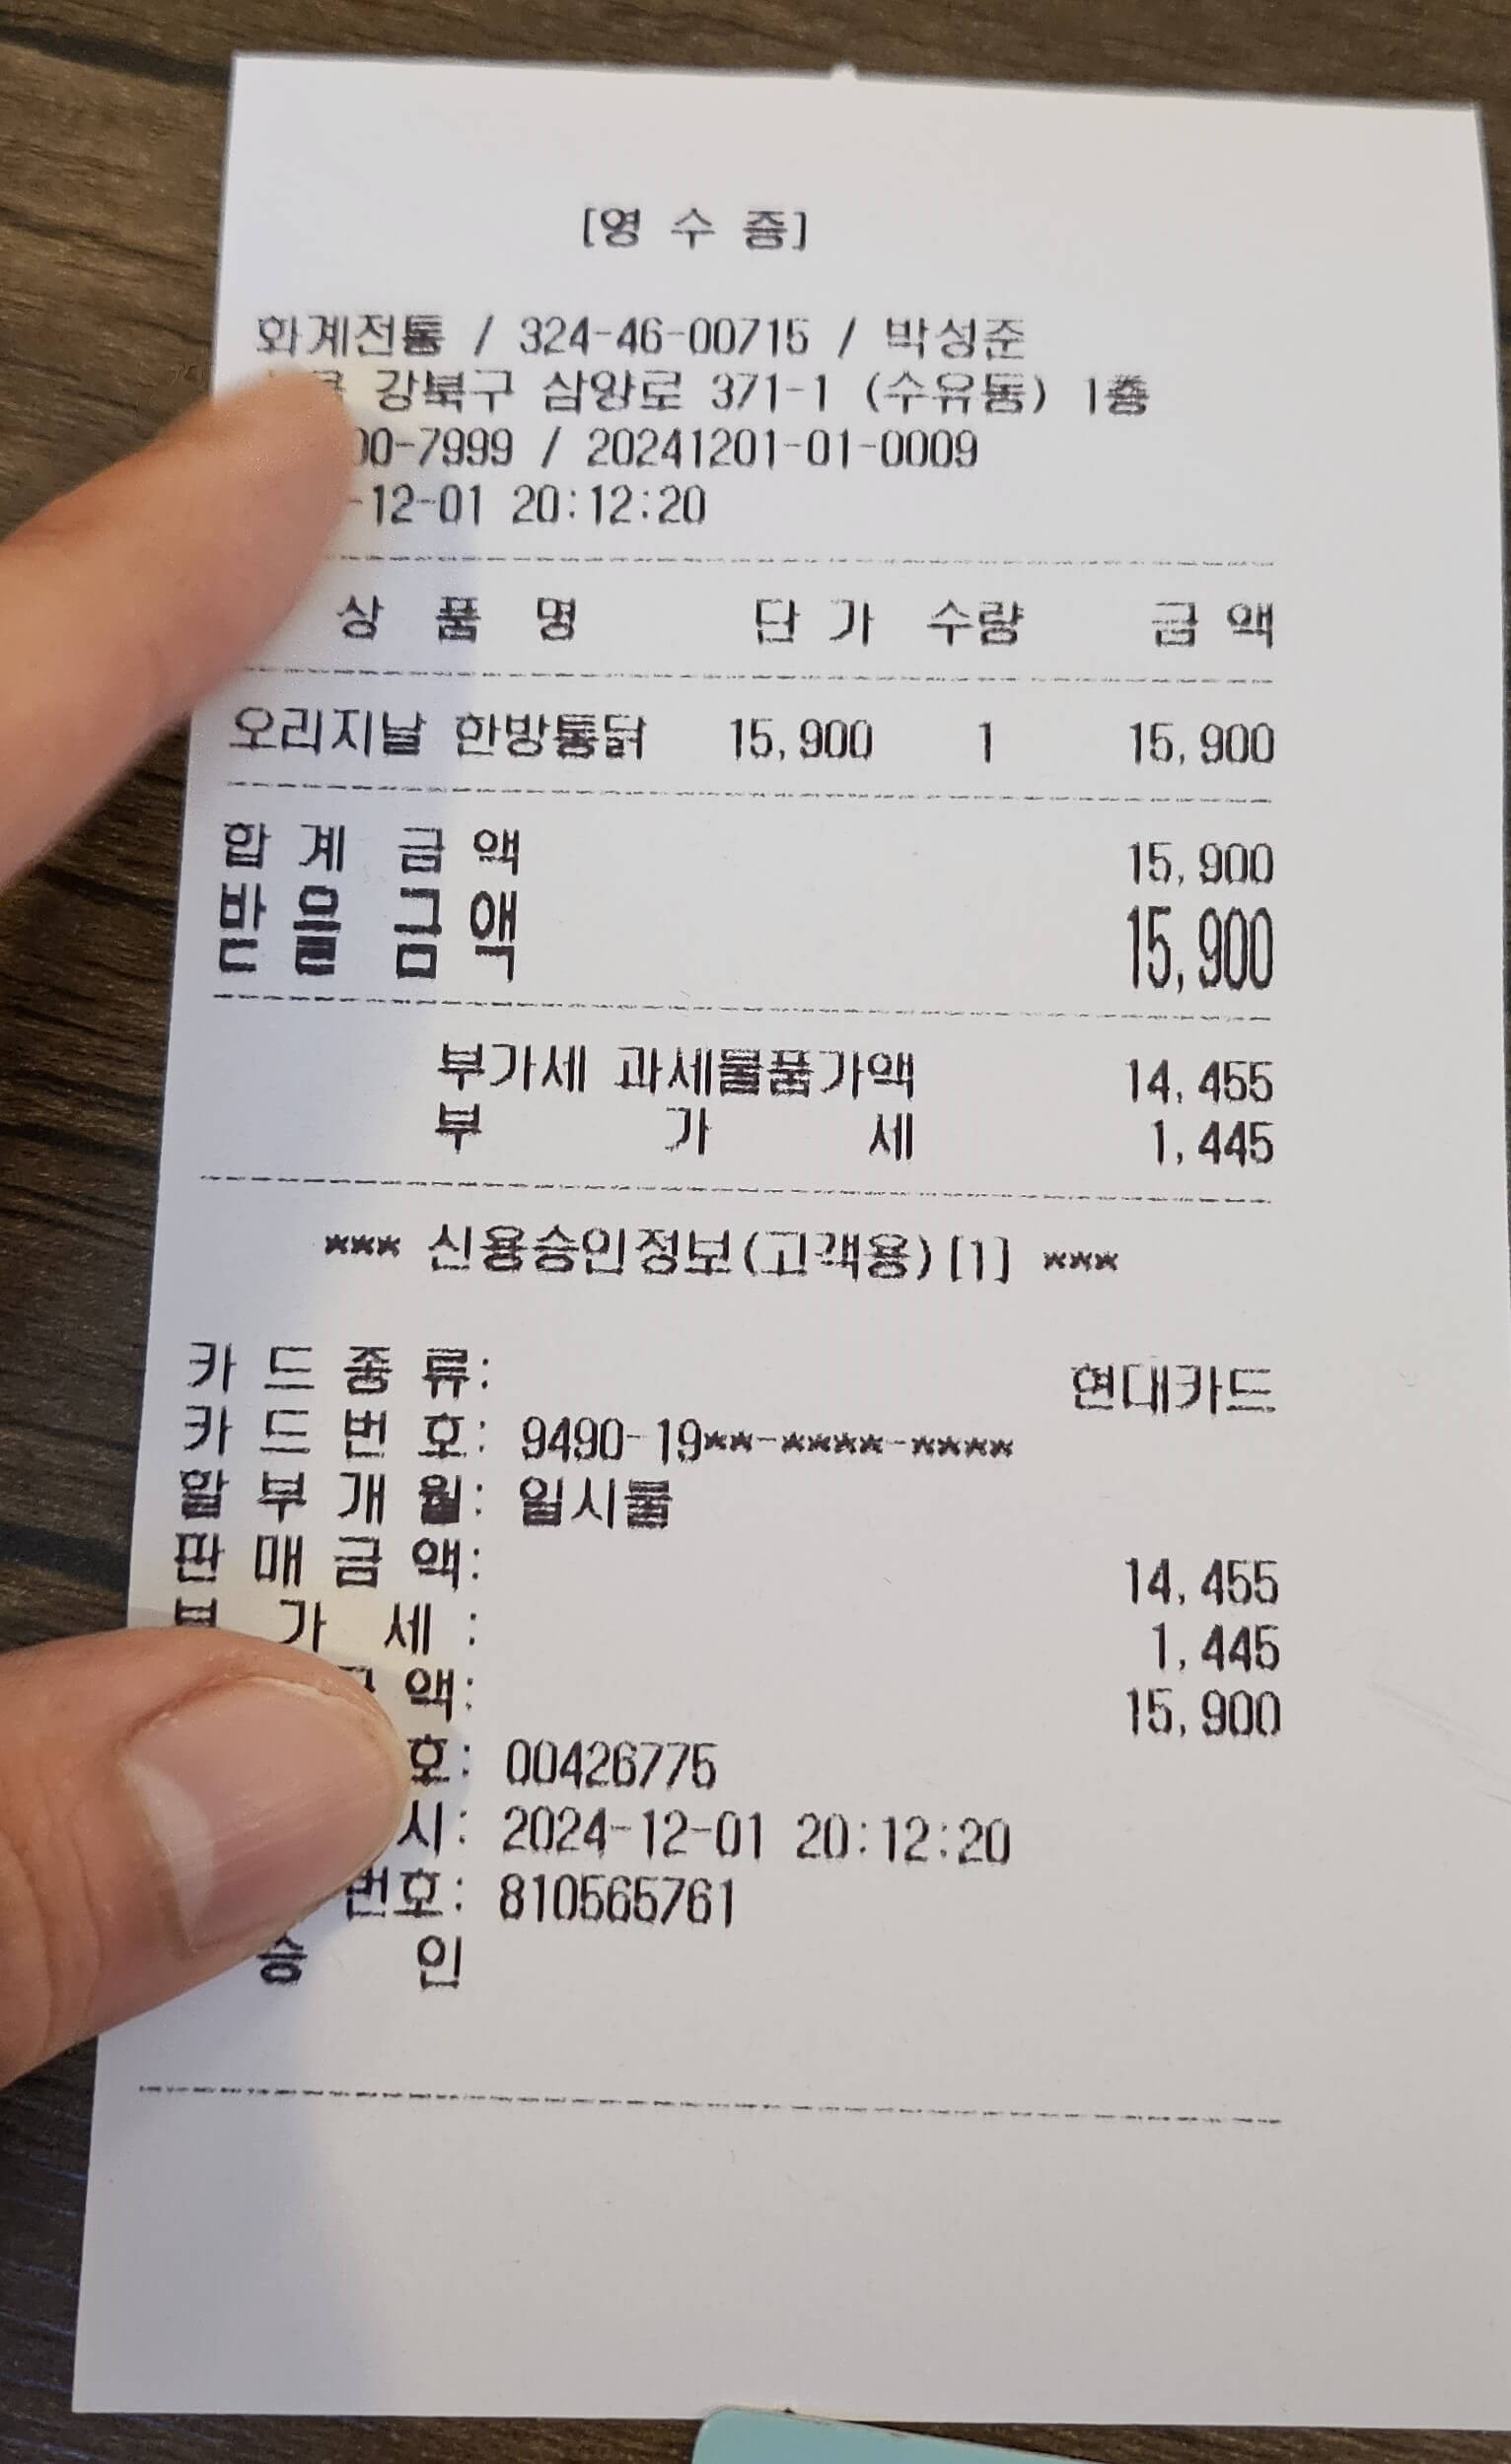 [영 수 증]
화계전통 / 324-46-00715 / 박성준
강북구 삼양로 371-1 (수유동) 1층
00-7999 / 20241201-01-0009
-12-01 20:12:20
상 품 명 단 가 수량 금 액
오리지날 한방통닭 15,900 1 15,900
합 계 금 액 15,900
받 을 금 액 15,900
부가세 과세물품가액 14,455
부 가 세 1,445
*** 신용승인정보(고객용)[1] ***
카 드 종 류: 현대카드
카 드 번 호: 9490-19**-****-****
할 부 개 월: 일시불
판 매 금 액: 14,455
부 가 세 : 1,445
액: 15,900
호: 00426775
시: 2024-12-01 20:12:20
번호: 810565761
승 인